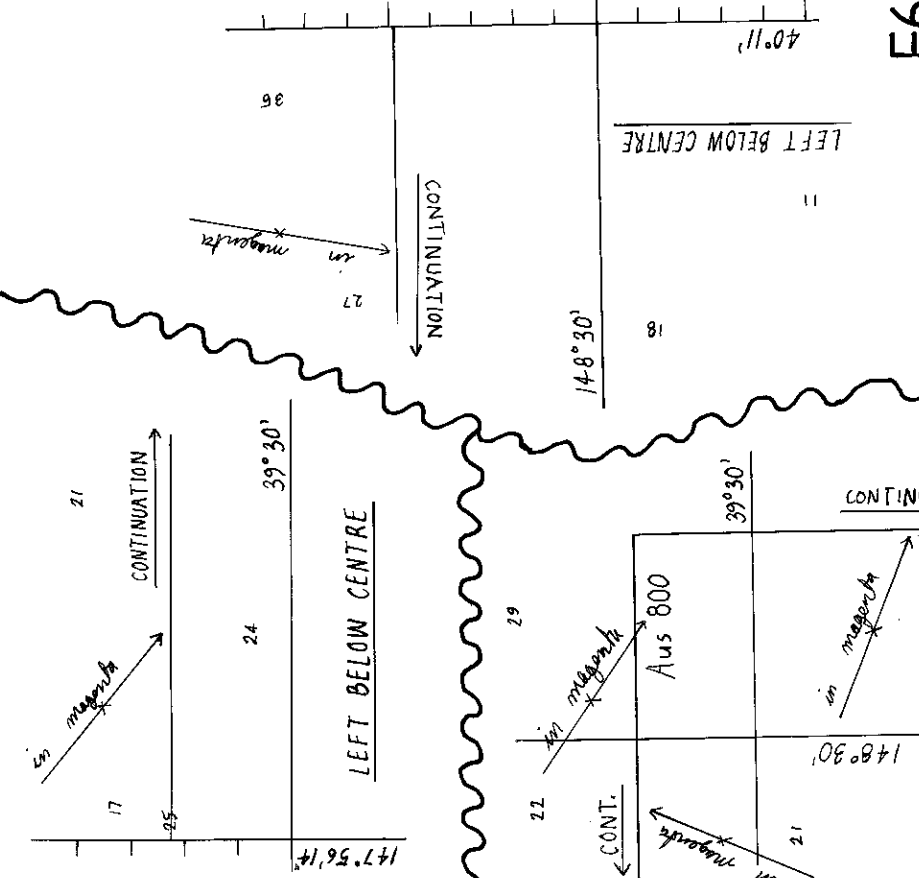 E6
40°11'
36
LEFT BELOW CENTRE
11
CONTINUATION
in magenta
27
148°30'
18
39°30'
CONTINUATION
21
LEFT BELOW CENTRE
24
in magenta
17
25
147°56'14"
39°30'
29
Aus 800
in magenta
in magenta
148°30'
22
CONT.
magenta
21